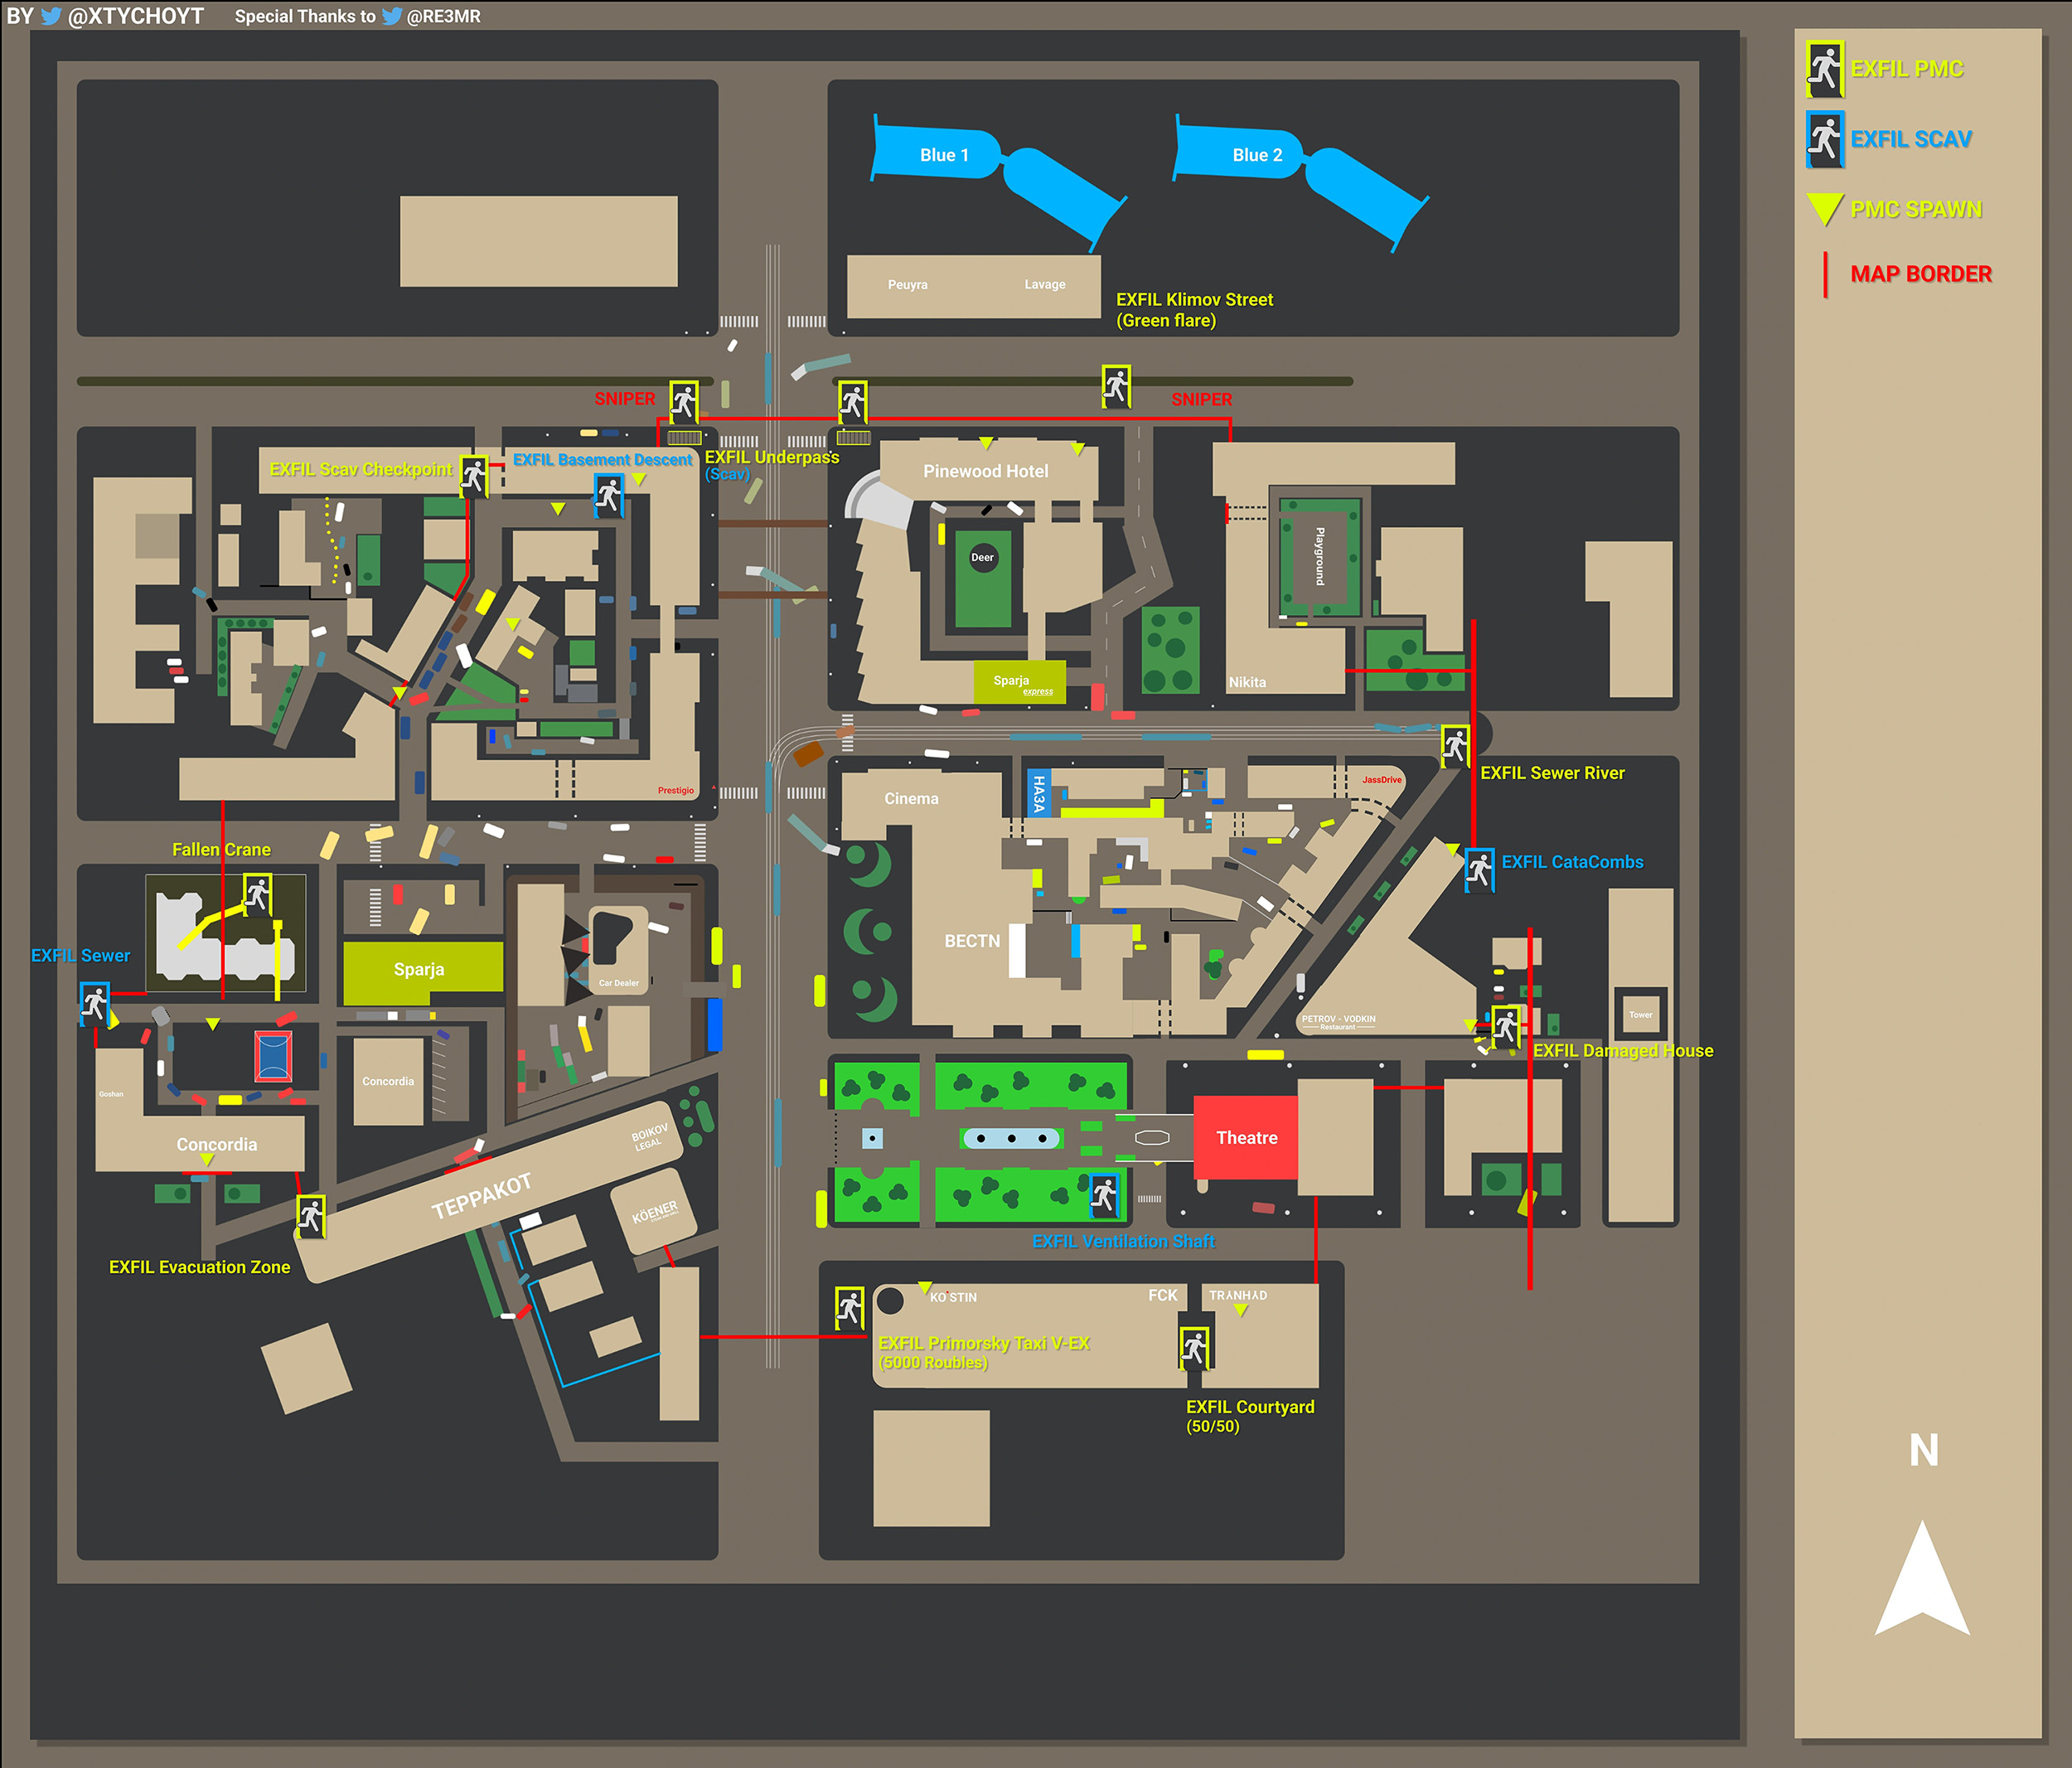 BY @XTYCHOYT Special Thanks to @RE3MR
EXFIL PMC
EXFIL SCAV
PMC SPAWN
MAP BORDER
Blue 1
Blue 2
Peuyra
Lavage
EXFIL Klimov Street
(Green flare)
SNIPER
SNIPER
EXFIL Scav Checkpoint
EXFIL Basement Descent
EXFIL Underpass
(Scav)
Pinewood Hotel
Playground
Deer
Sparja
express
Nikita
Prestigio
Cinema
HA3A
JassDrive
EXFIL Sewer River
Fallen Crane
EXFIL CataCombs
EXFIL Sewer
Sparja
Car Dealer
BECTN
PETROV - VODKIN
Restaurant
Tower
EXFIL Damaged House
Goshan
Concordia
Concordia
BOIKOV
LEGAL
TEPPAKOT
KÖENER
Theatre
EXFIL Evacuation Zone
EXFIL Ventilation Shaft
KO'STIN
FCK
TRΛHΛD
EXFIL Primorsky Taxi V-EX
(5000 Roubles)
EXFIL Courtyard
(50/50)
N